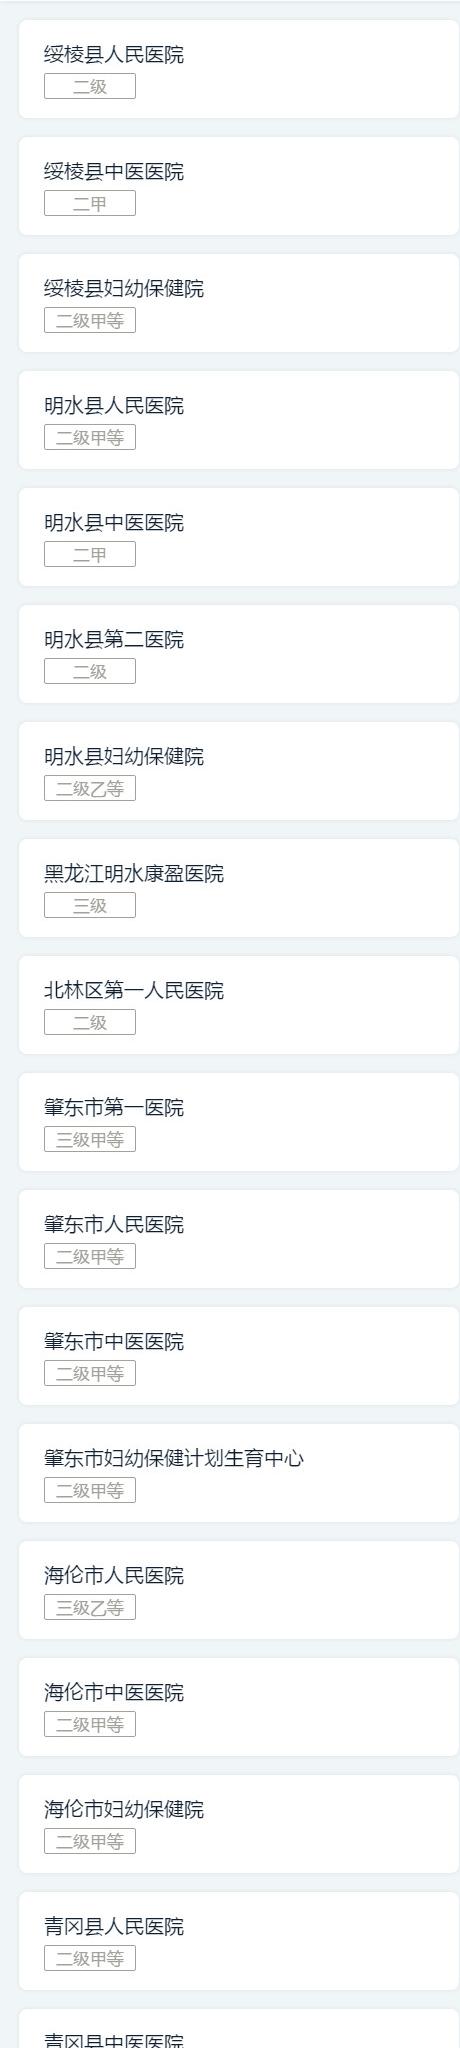 绥棱县人民医院
二级
绥棱县中医医院
二甲
绥棱县妇幼保健院
二级甲等
明水县人民医院
二级甲等
明水县中医医院
二甲
明水县第二医院
二级
明水县妇幼保健院
二级乙等
黑龙江明水康盈医院
三级
北林区第一人民医院
二级
肇东市第一医院
三级甲等
肇东市人民医院
二级甲等
肇东市中医医院
二级甲等
肇东市妇幼保健计划生育中心
二级甲等
海伦市人民医院
三级乙等
海伦市中医医院
二级甲等
海伦市妇幼保健院
二级甲等
青冈县人民医院
二级甲等
青冈县中医医院